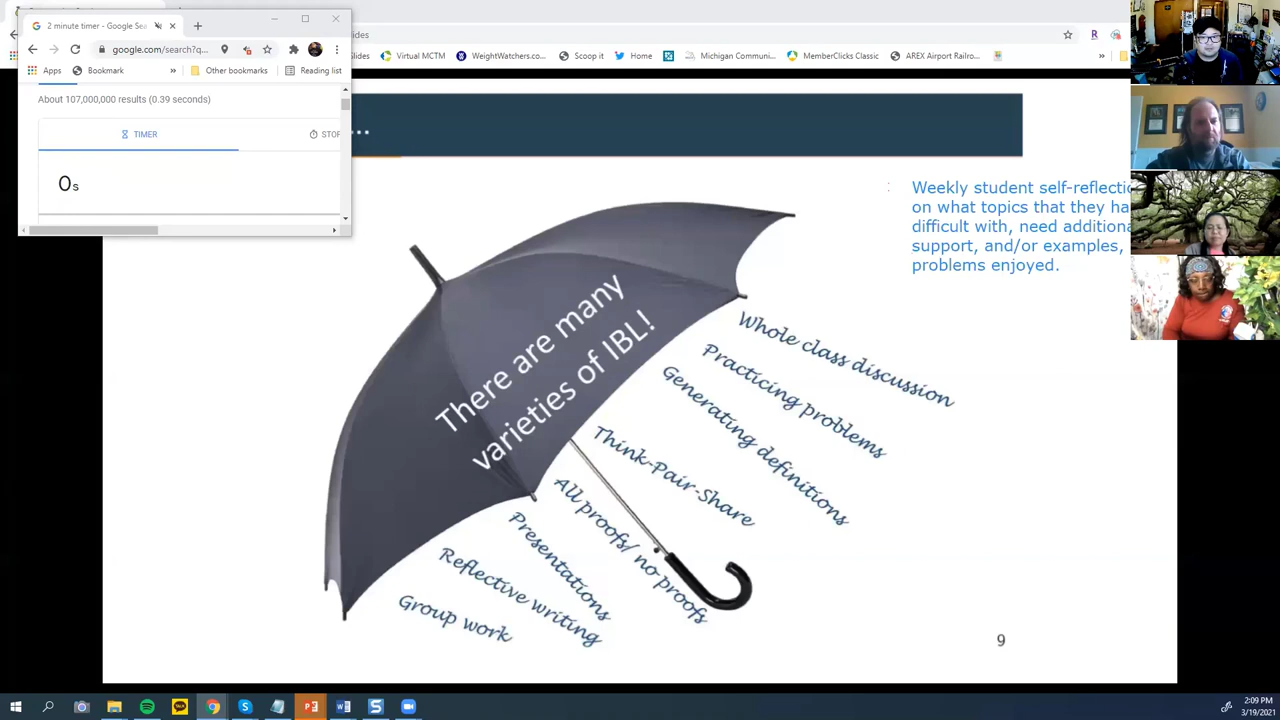 2 minute timer - Google Sea
google.com/search?q...
Apps
Bookmark
»
Other bookmarks
Reading list
About 107,000,000 results (0.39 seconds)
TIMER
STOP
0s
Slides
Virtual MCTM
WeightWatchers.co...
Scoop it
Home
Michigan Communi...
MemberClicks Classic
AREX Airport Railro...
»
...
Weekly student self-reflectio
on what topics that they ha
difficult with, need additiona
support, and/or examples,
problems enjoyed.
There are many
varieties of IBL!
Whole class discussion
Practicing problems
Generating definitions
Think-Pair-Share
All proofs/ no proofs
Presentations
Reflective writing
Group work
9
2:09 PM
3/19/2021